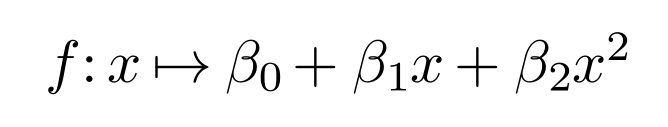 f: x ↦ β₀ + β₁x + β₂x²